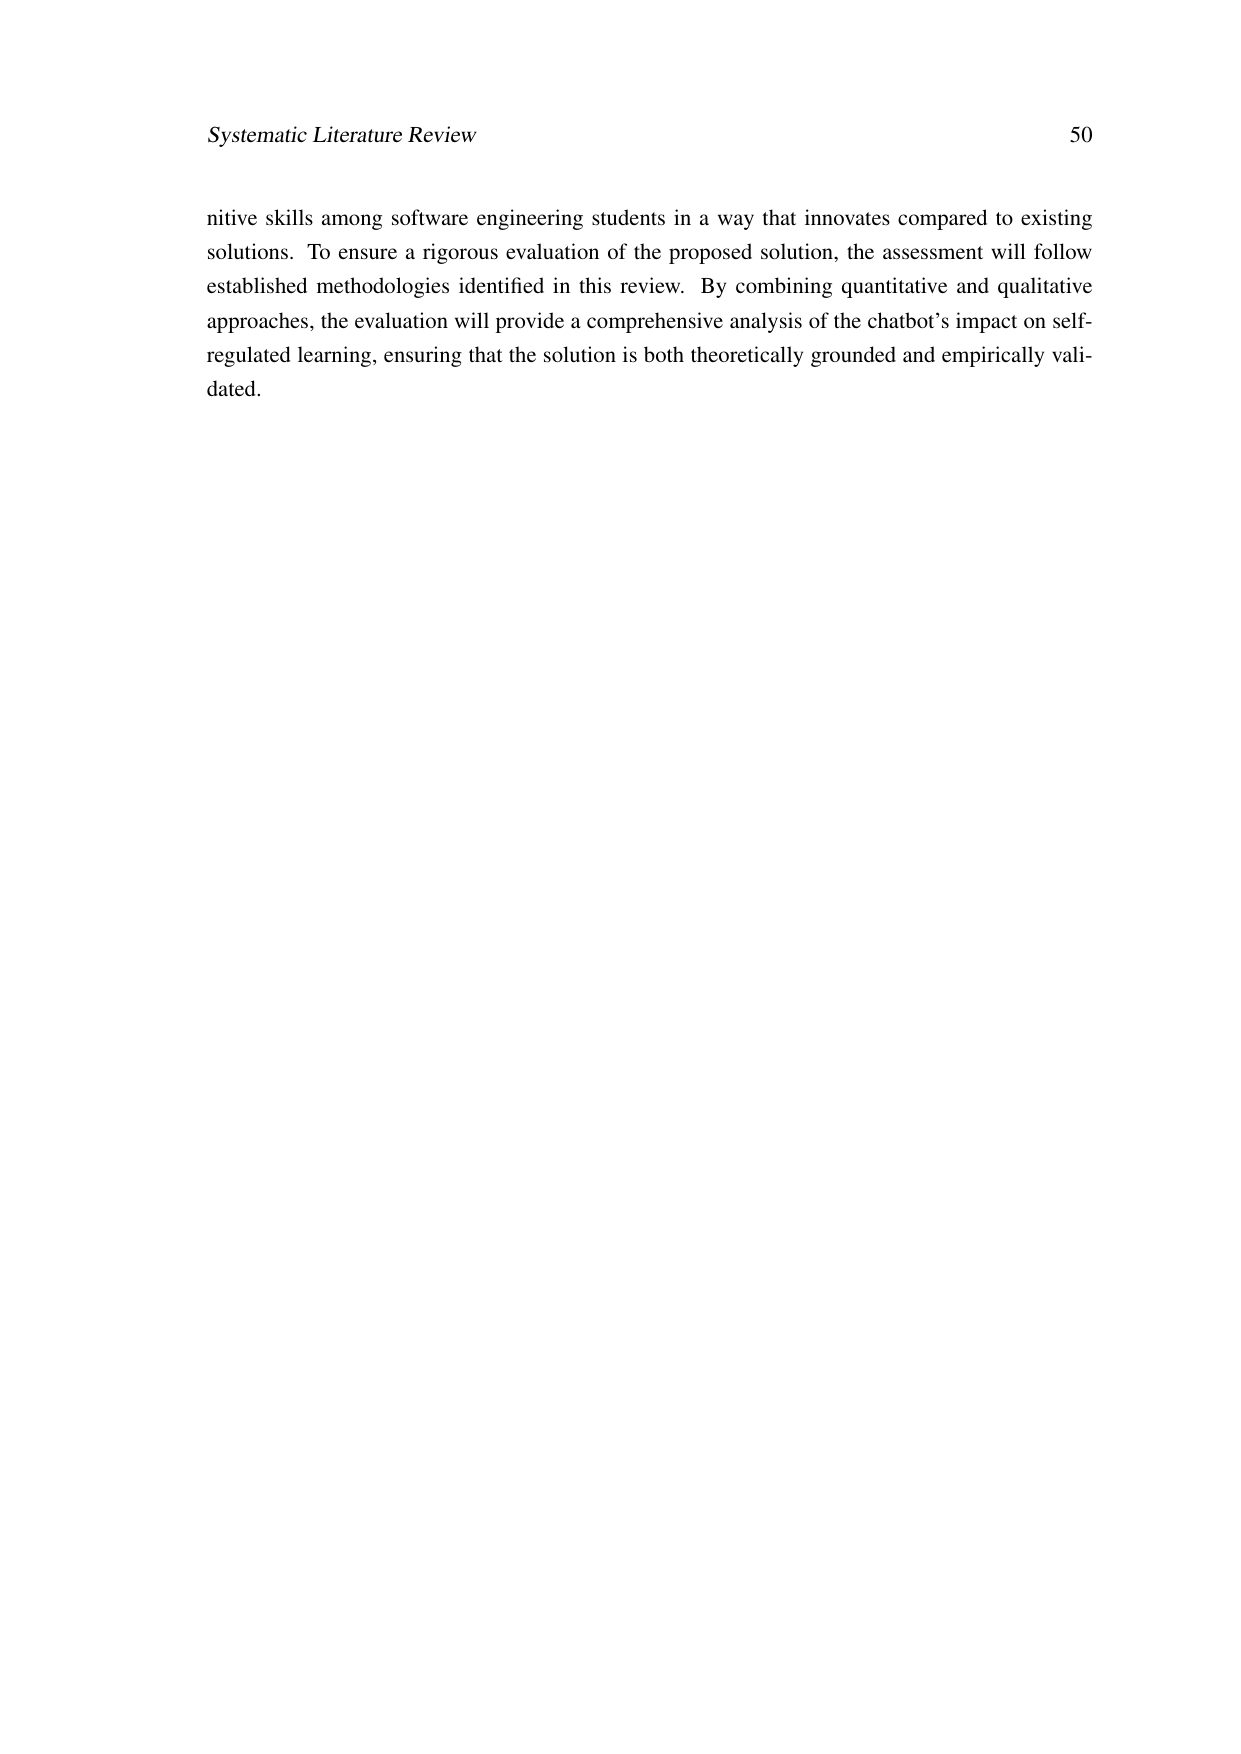 Systematic Literature Review 50
nitive skills among software engineering students in a way that innovates compared to existing
solutions. To ensure a rigorous evaluation of the proposed solution, the assessment will follow
established methodologies identified in this review. By combining quantitative and qualitative
approaches, the evaluation will provide a comprehensive analysis of the chatbot's impact on self-
regulated learning, ensuring that the solution is both theoretically grounded and empirically vali-
dated.